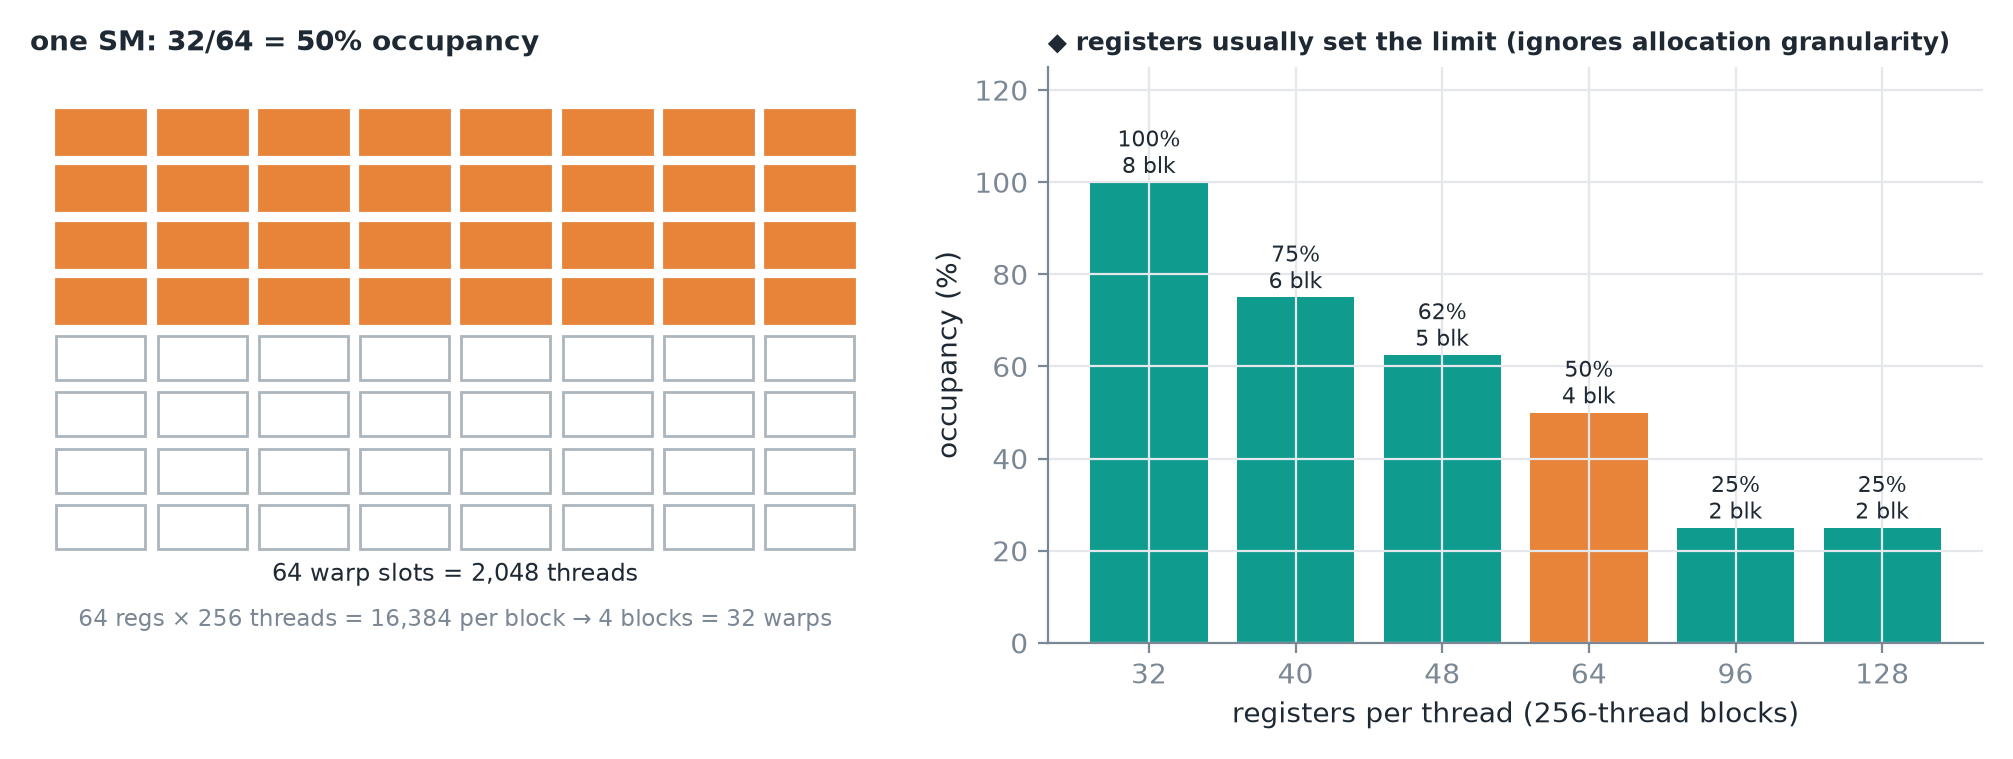 one SM: 32/64 = 50% occupancy
64 warp slots = 2,048 threads
64 regs × 256 threads = 16,384 per block → 4 blocks = 32 warps
◆ registers usually set the limit (ignores allocation granularity)
occupancy (%)
120
100
80
60
40
20
0
100%
8 blk
75%
6 blk
62%
5 blk
50%
4 blk
25%
2 blk
25%
2 blk
32 40 48 64 96 128
registers per thread (256-thread blocks)